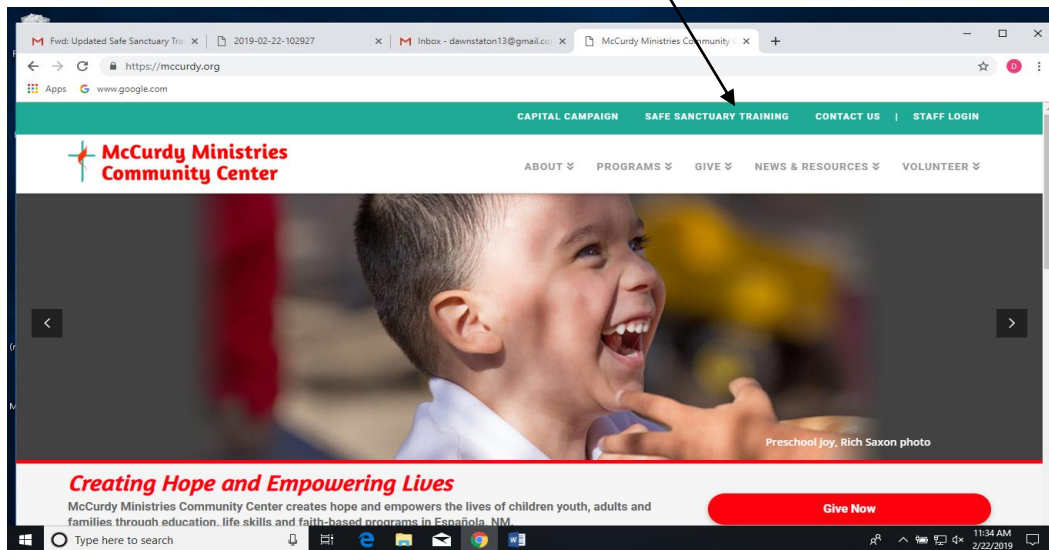 Fwd: Updated Safe Sanctuary Tra
2019-02-22-102927
Inbox - dawnstaton13@gmail.co
McCurdy Ministries Community C
https://mccurdy.org
D
Apps
G www.google.com
CAPITAL CAMPAIGN SAFE SANCTUARY TRAINING CONTACT US | STAFF LOGIN
McCurdy Ministries
Community Center
ABOUT PROGRAMS GIVE NEWS & RESOURCES VOLUNTEER
Preschool joy, Rich Saxon photo
Creating Hope and Empowering Lives
McCurdy Ministries Community Center creates hope and empowers the lives of children youth, adults and
families through education, life skills and faith-based programs in Española, NM.
Give Now
Type here to search
11:34 AM
2/22/2019